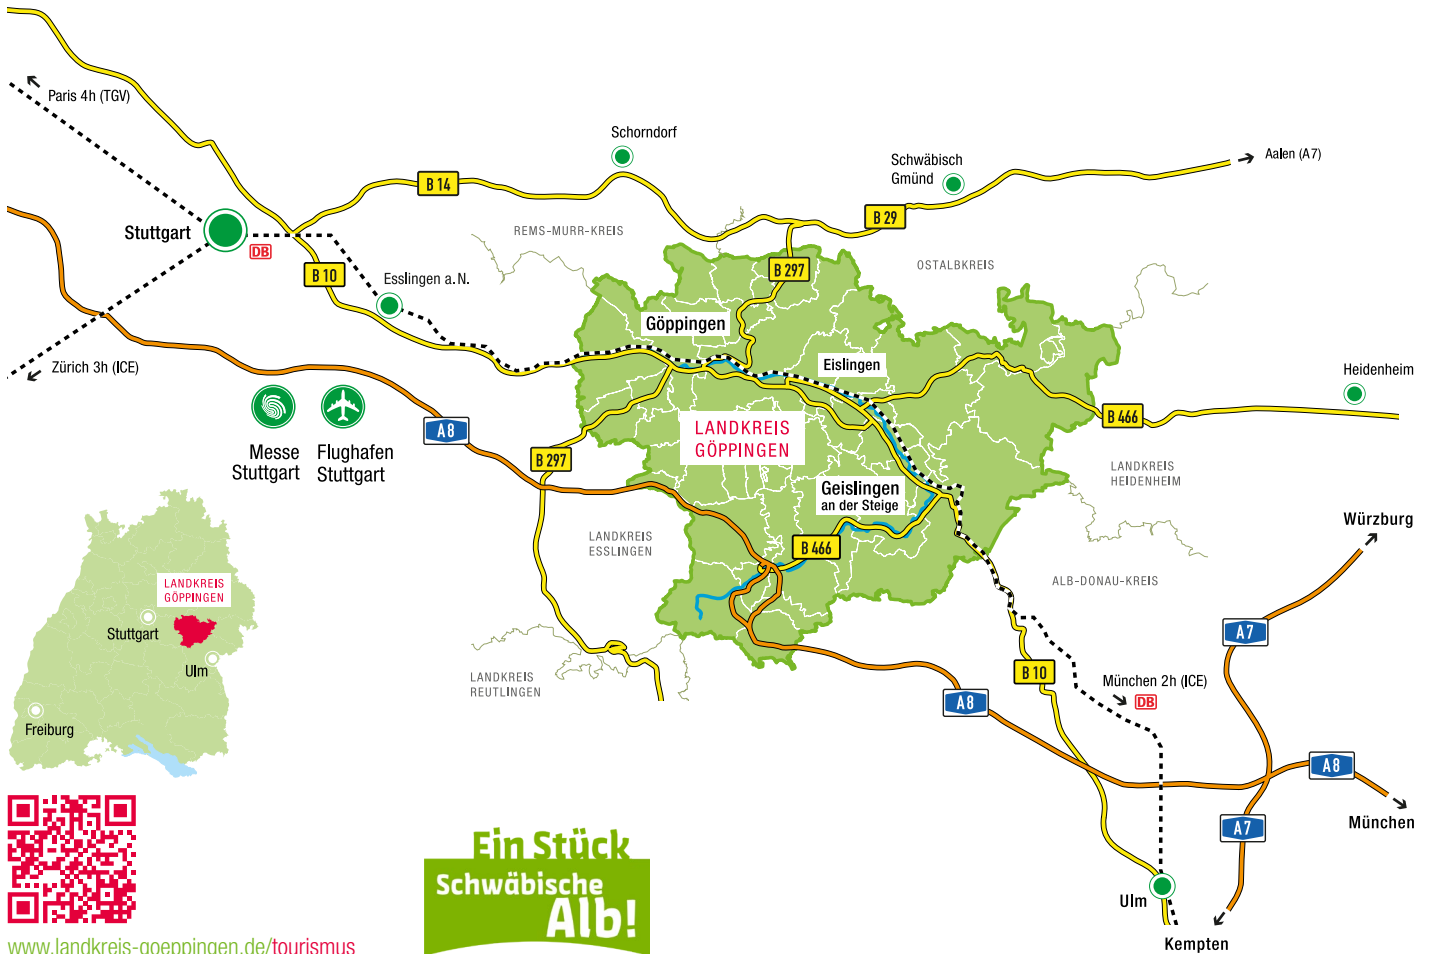 Paris 4h (TGV)
Schorndorf
Schwäbisch
Gmünd
Aalen (A7)
B 14
B 29
Stuttgart
DB
REMS-MURR-KREIS
OSTALBKREIS
B 10
Esslingen a. N.
B 297
Göppingen
Zürich 3h (ICE)
Eislingen
Heidenheim
Messe
Stuttgart
Flughafen
Stuttgart
A8
LANDKREIS
GÖPPINGEN
B 466
B 297
LANDKREIS
HEIDENHEIM
Geislingen
an der Steige
LANDKREIS
ESSLINGEN
B 466
Würzburg
ALB-DONAU-KREIS
LANDKREIS
GÖPPINGEN
Stuttgart
Ulm
Freiburg
A7
LANDKREIS
REUTLINGEN
B 10
München 2h (ICE)
DB
A8
A8
München
A7
Ulm
Kempten
Ein Stück
Schwäbische
Alb!
www.landkreis-goeppingen.de/tourismus